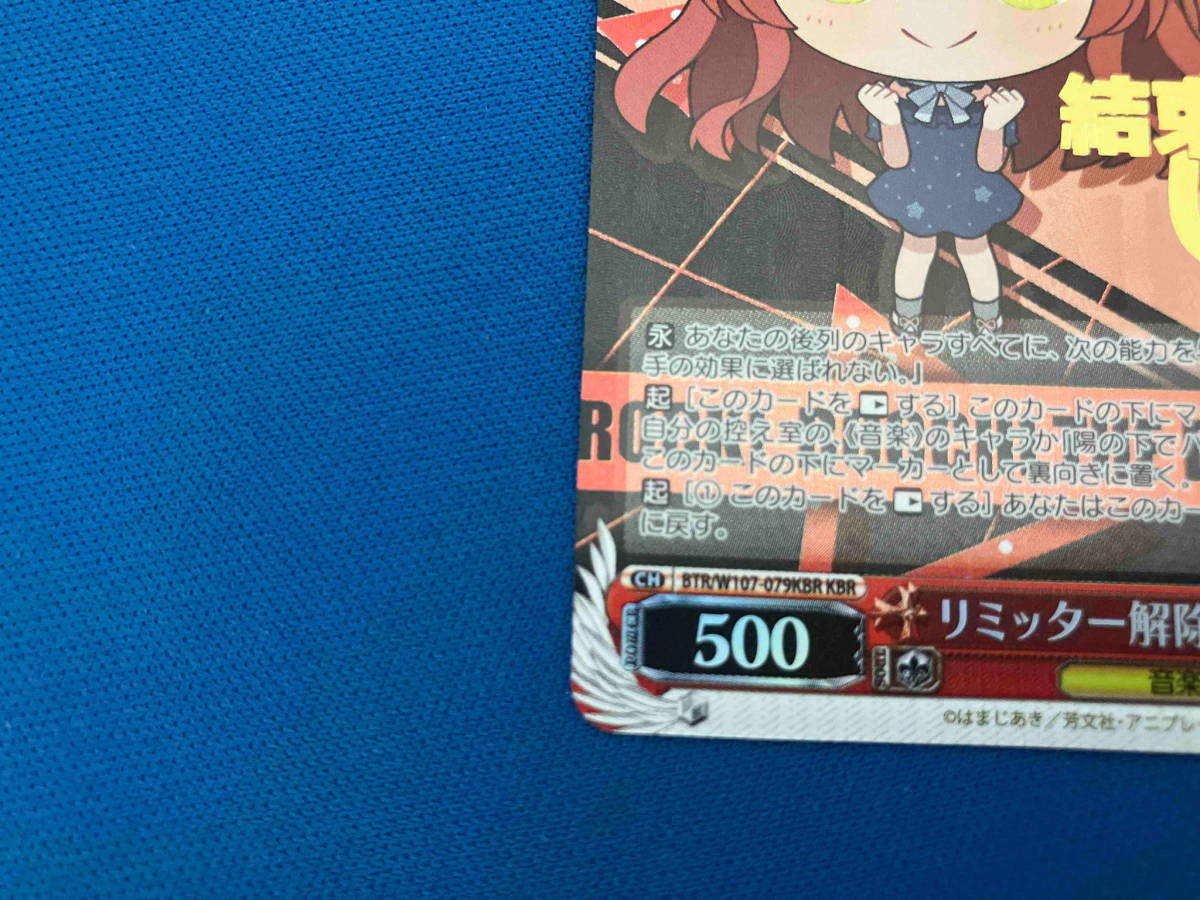 結束
し
永 あなたの後列のキャラすべてに、次の能力を
手の効果に選ばれない。」
起 [このカードを する] このカードの下にマ
自分の控え室の、《音楽》のキャラか「陽の下で
このカードの下にマーカーとして裏向きに置く。
起 [① このカードを する] あなたはこのカー
に戻す。
CH BTR/W107-079KBR KBR
POWER 500
リミッター解除
SOUL
音楽
©はまじあき/芳文社・アニプレ